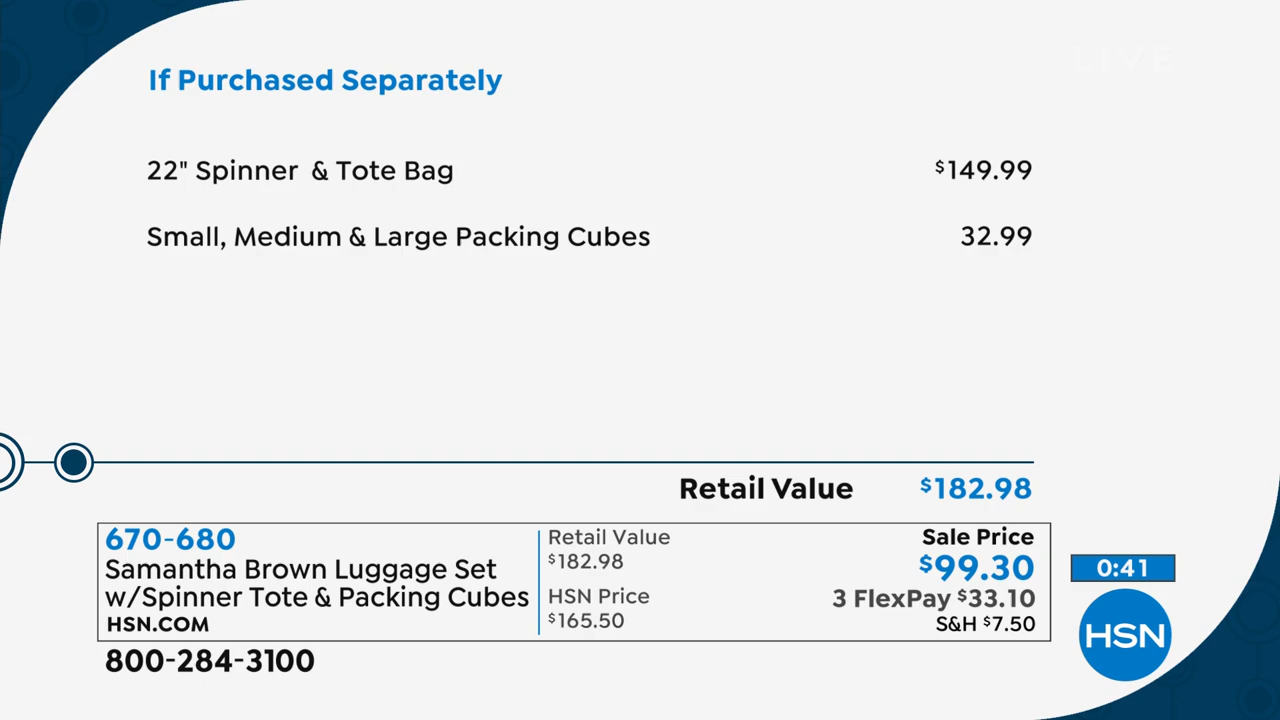 LIVE
If Purchased Separately
22" Spinner & Tote Bag $149.99
Small, Medium & Large Packing Cubes 32.99
Retail Value $182.98
670-680
Samantha Brown Luggage Set
w/Spinner Tote & Packing Cubes
HSN.COM
Retail Value
$182.98
HSN Price
$165.50
Sale Price
$99.30
3 FlexPay $33.10
S&H $7.50
0:41
HSN
800-284-3100